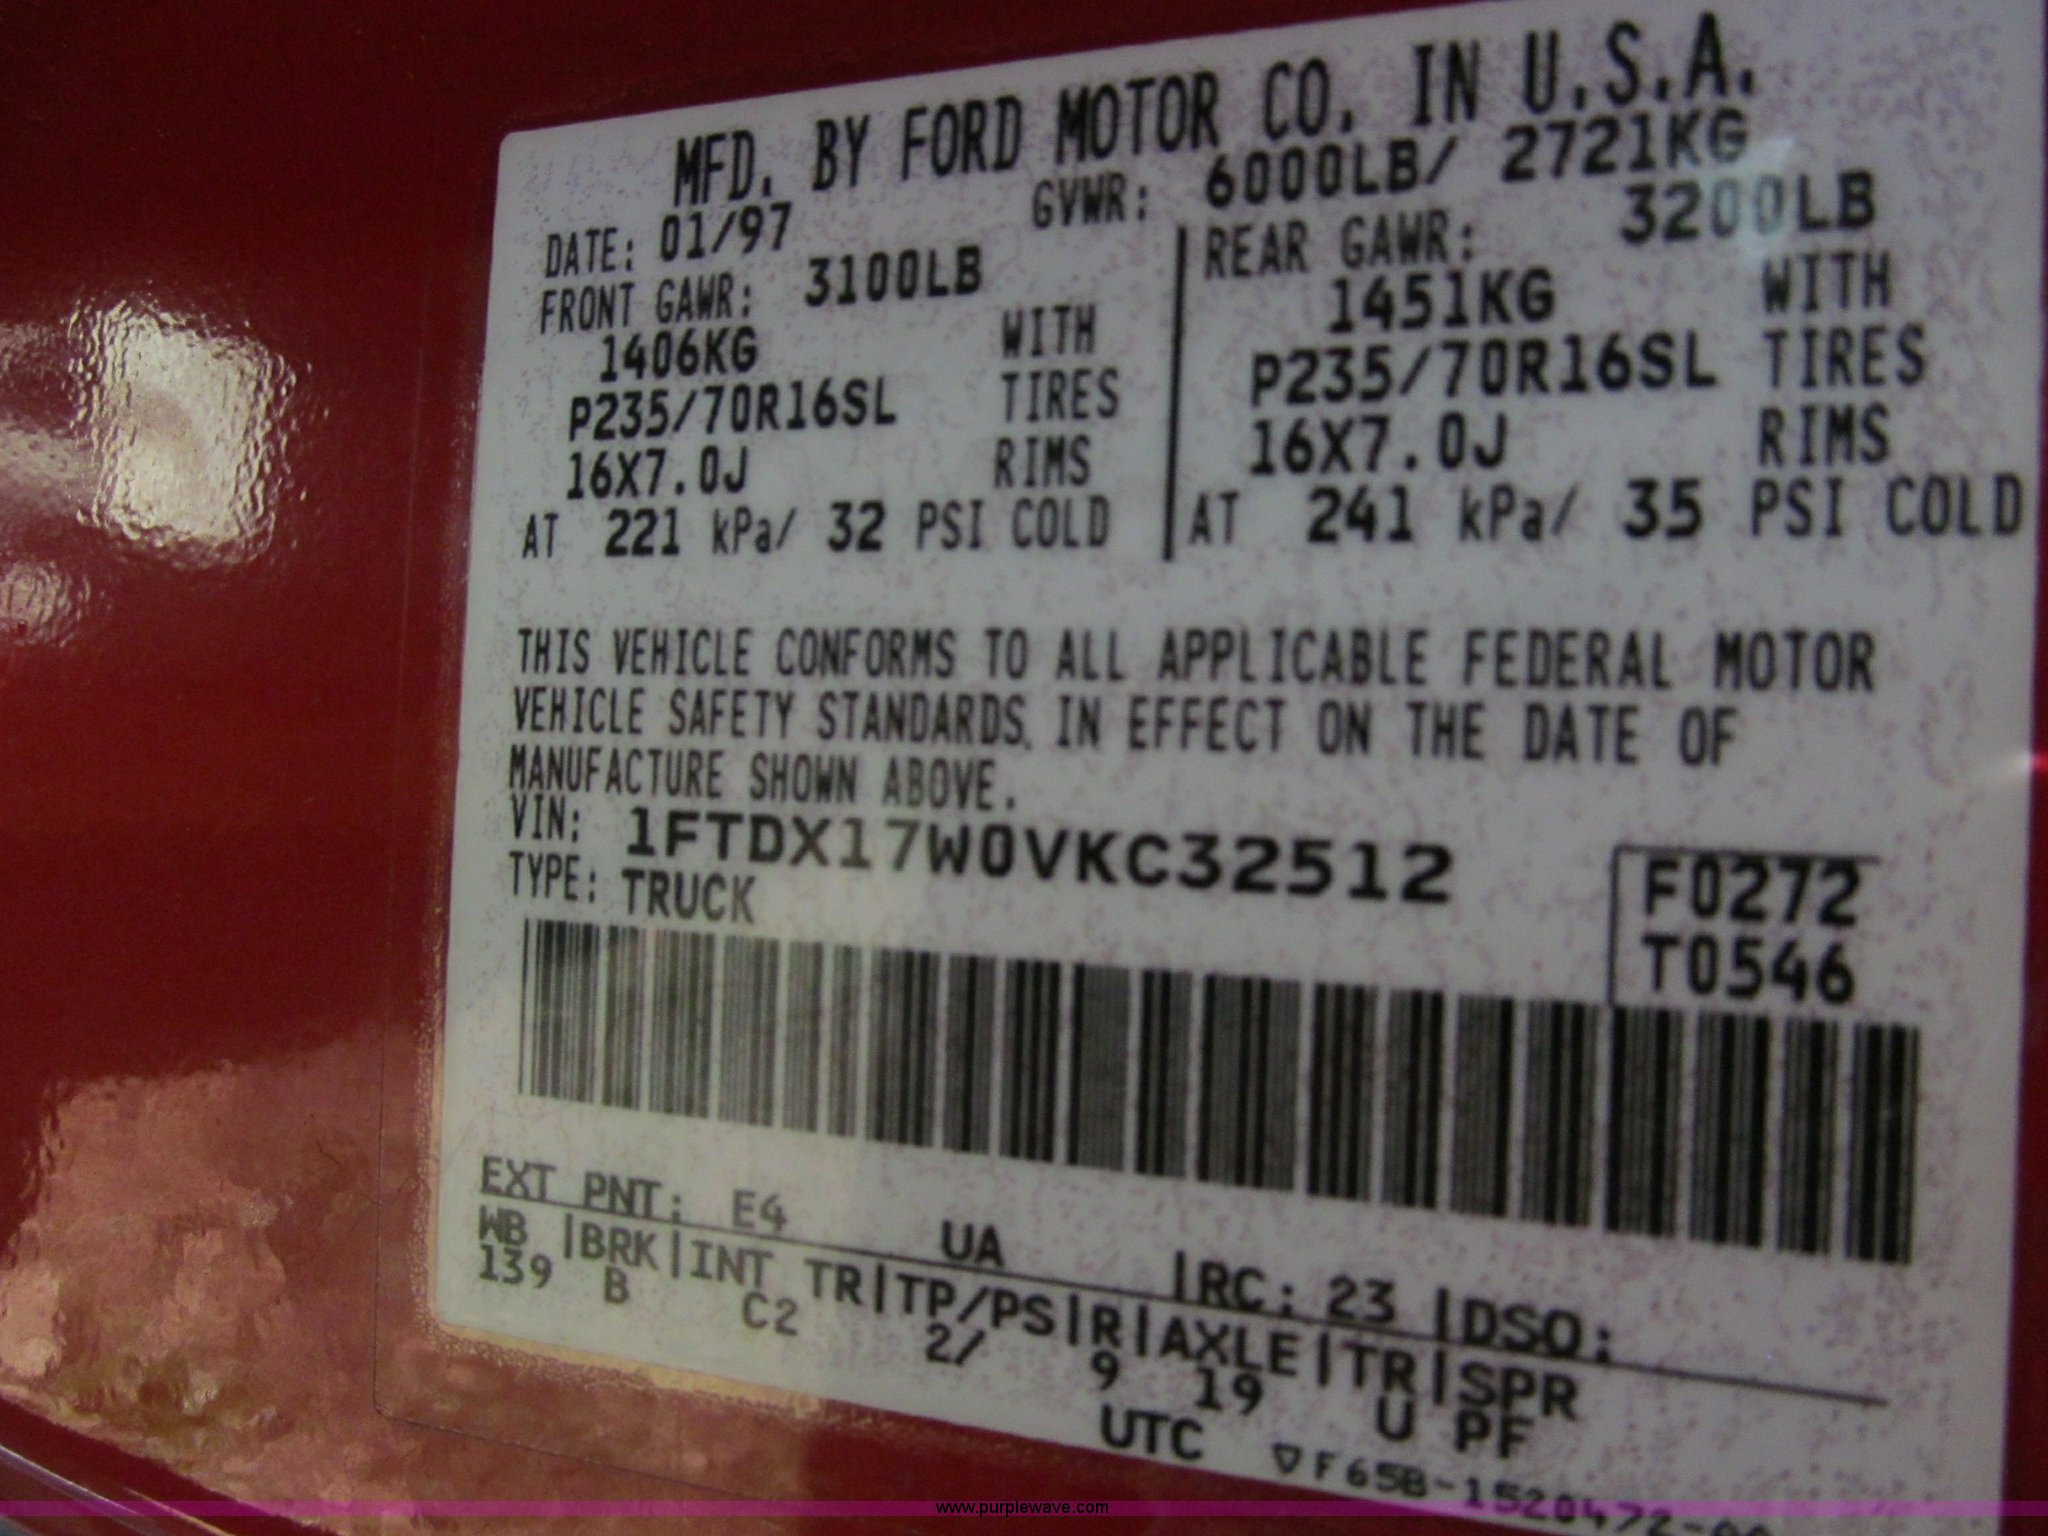 MFD. BY FORD MOTOR CO. IN U.S.A.
DATE: 01/97 GVWR: 6000LB/ 2721KG
FRONT GAWR: 3100LB
1406KG WITH
P235/70R16SL TIRES
16X7.0J RIMS
AT 221 kPa/ 32 PSI COLD
REAR GAWR: 3200LB
1451KG WITH
P235/70R16SL TIRES
16X7.0J RIMS
AT 241 kPa/ 35 PSI COLD
THIS VEHICLE CONFORMS TO ALL APPLICABLE FEDERAL MOTOR
VEHICLE SAFETY STANDARDS IN EFFECT ON THE DATE OF
MANUFACTURE SHOWN ABOVE.
VIN: 1FTDX17W0VKC32512
TYPE: TRUCK
F0272
T0546
EXT PNT: E4 UA |RC: 23 |DSO:
WB |BRK|INT TR|TP/PS|R|AXLE|TR|SPR
139 B C2 2/ 9 19 U PF
UTC
www.purplewave.com